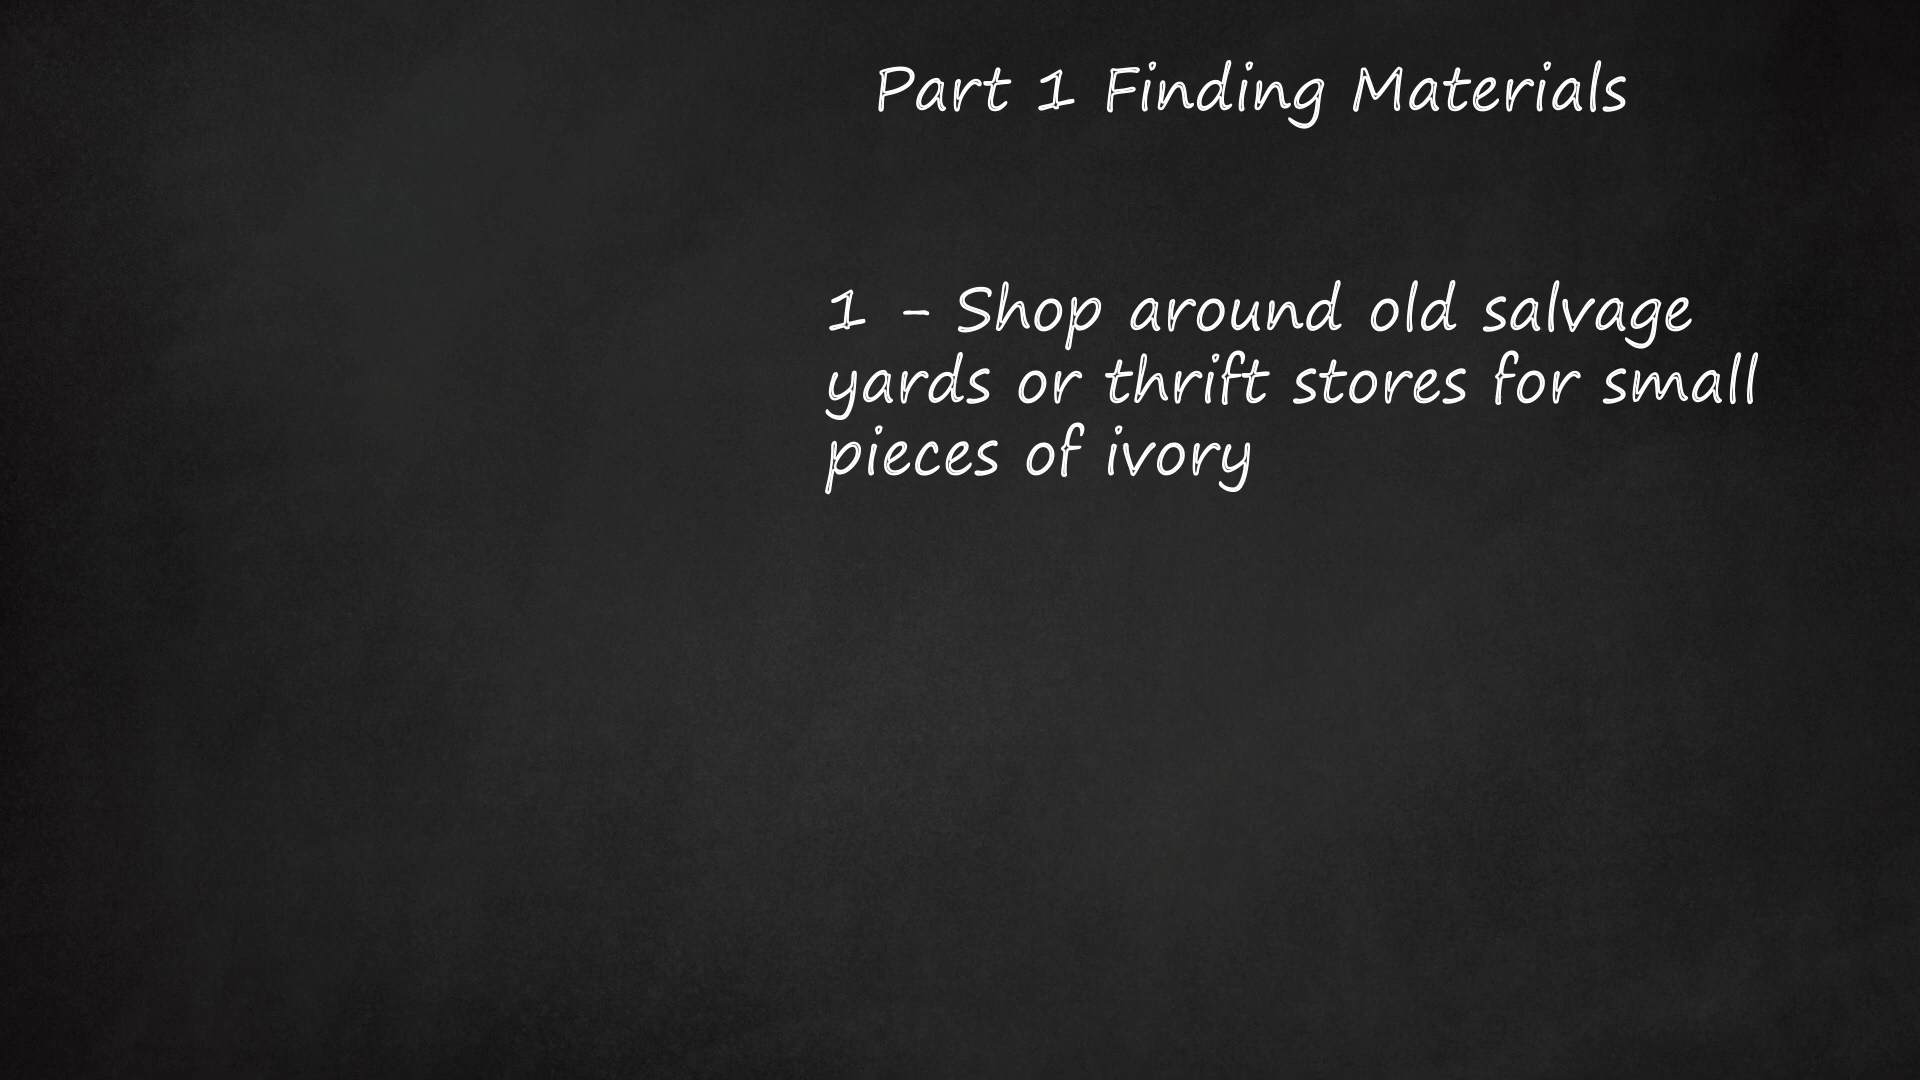 Part 1 Finding Materials
1 - Shop around old salvage
yards or thrift stores for small
pieces of ivory